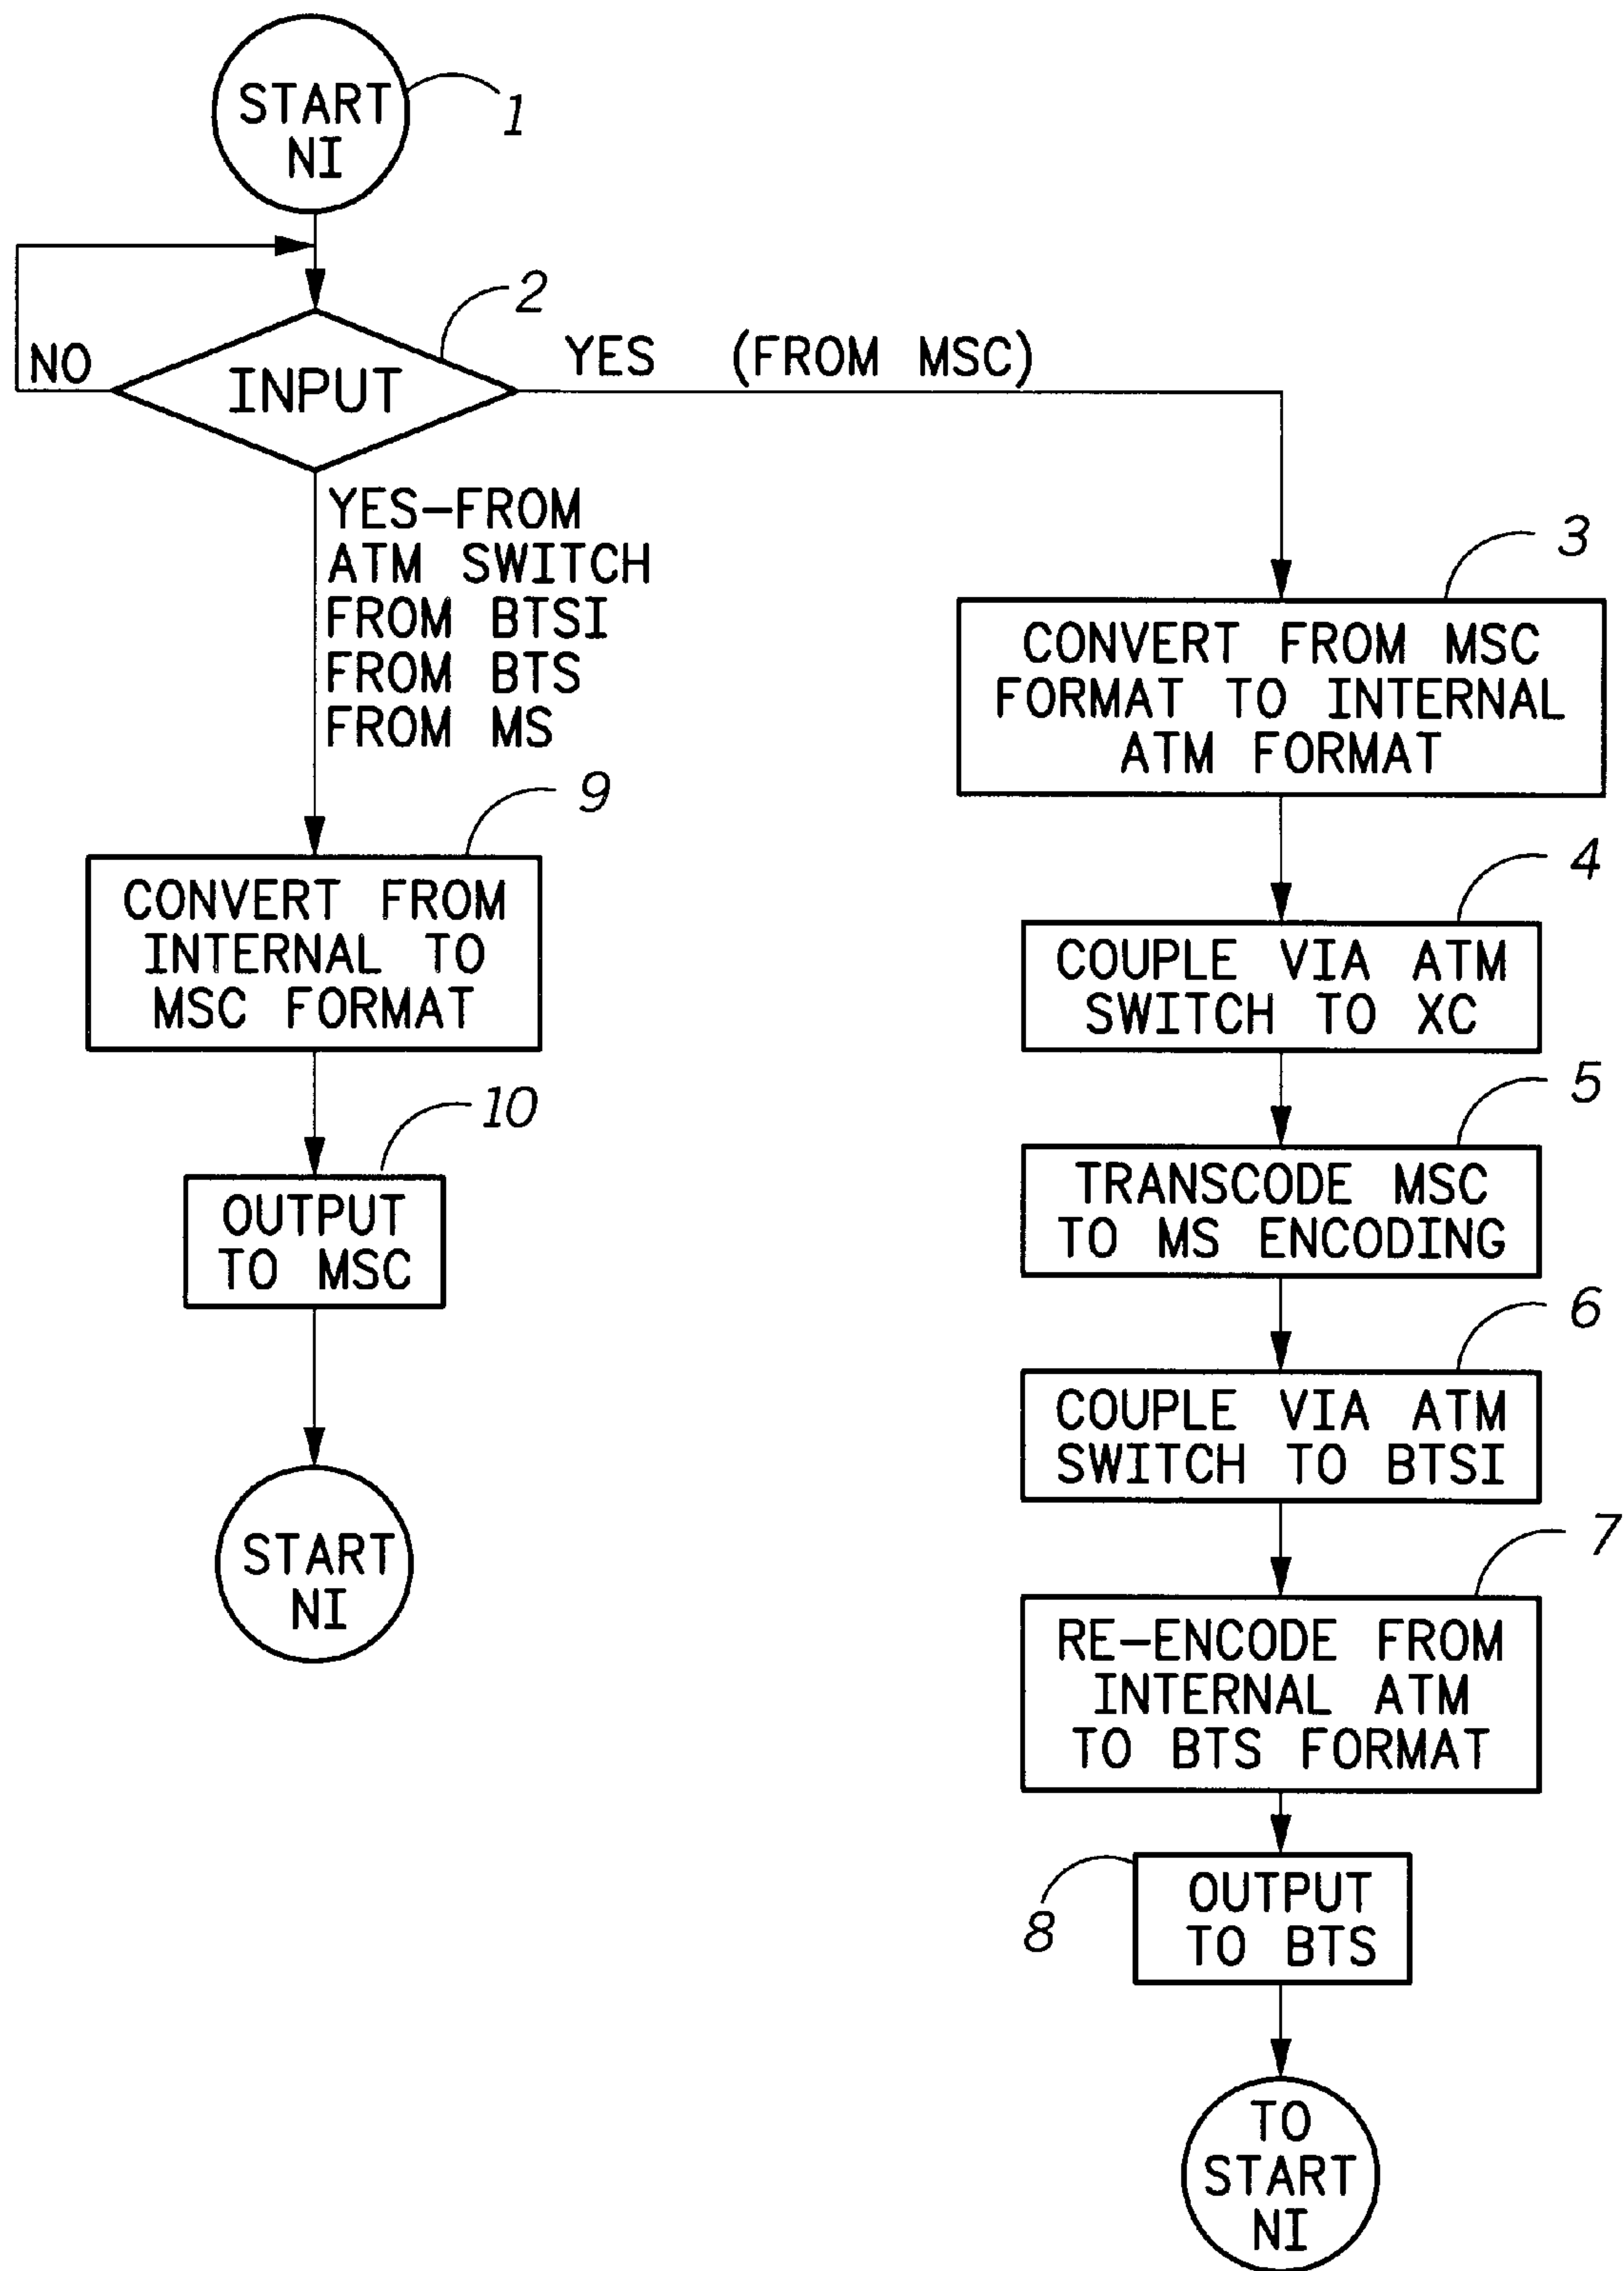 START
NI
1
2
NO
INPUT
YES (FROM MSC)
YES-FROM
ATM SWITCH
FROM BTSI
FROM BTS
FROM MS
3
CONVERT FROM MSC
FORMAT TO INTERNAL
ATM FORMAT
4
COUPLE VIA ATM
SWITCH TO XC
5
TRANSCODE MSC
TO MS ENCODING
6
COUPLE VIA ATM
SWITCH TO BTSI
7
RE-ENCODE FROM
INTERNAL ATM
TO BTS FORMAT
8
OUTPUT
TO BTS
TO
START
NI
9
CONVERT FROM
INTERNAL TO
MSC FORMAT
10
OUTPUT
TO MSC
START
NI